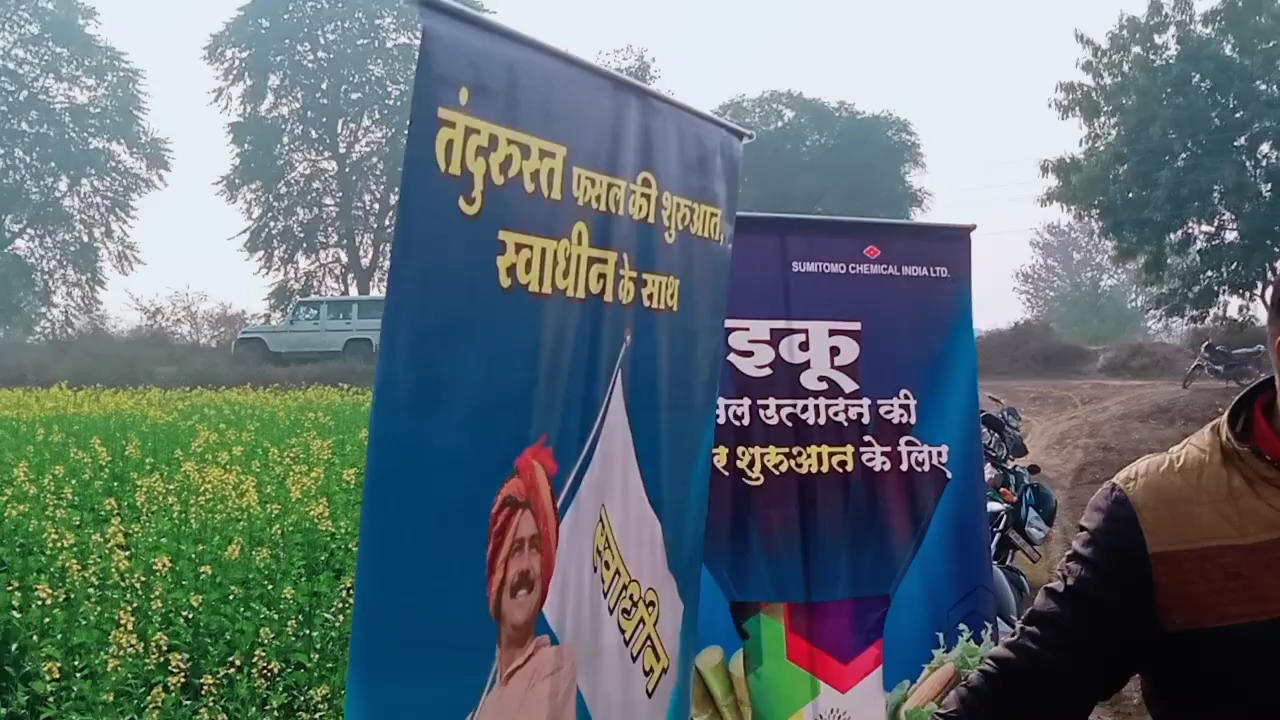 तंदुरुस्त फसल की शुरुआत,
स्वाधीन के साथ
स्वाधीन
SUMITOMO CHEMICAL INDIA LTD.
इकू
उत्पादन की
शुरुआत के लिए